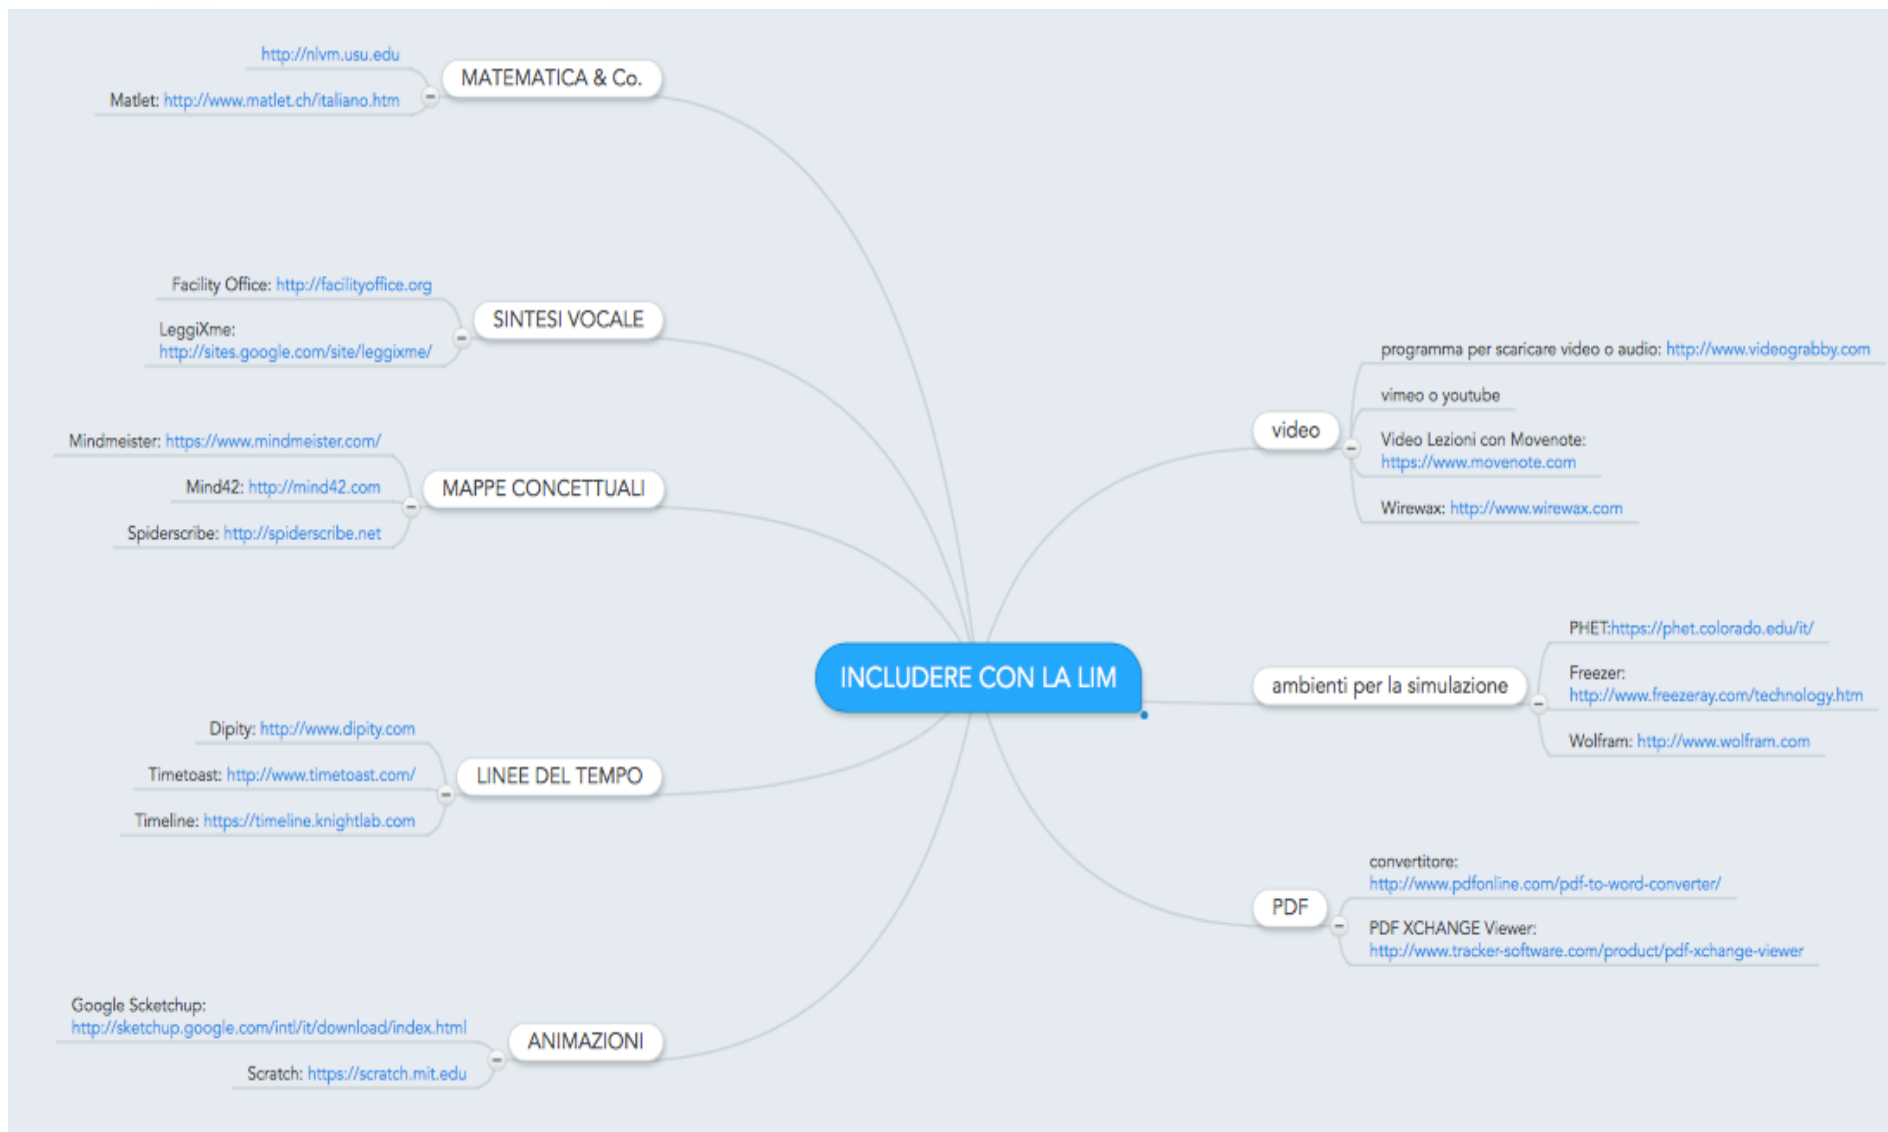 http://nlvm.usu.edu
Matlet: http://www.matlet.ch/italiano.htm
MATEMATICA & Co.
Facility Office: http://facilityoffice.org
LeggiXme:
http://sites.google.com/site/leggixme/
SINTESI VOCALE
Mindmeister: https://www.mindmeister.com/
Mind42: http://mind42.com
Spiderscribe: http://spiderscribe.net
MAPPE CONCETTUALI
Dipity: http://www.dipity.com
Timetoast: http://www.timetoast.com/
Timeline: https://timeline.knightlab.com
LINEE DEL TEMPO
Google Scketchup:
http://sketchup.google.com/intl/it/download/index.html
Scratch: https://scratch.mit.edu
ANIMAZIONI
INCLUDERE CON LA LIM
video
programma per scaricare video o audio: http://www.videograbby.com
vimeo o youtube
Video Lezioni con Movenote:
https://www.movenote.com
Wirewax: http://www.wirewax.com
ambienti per la simulazione
PHET:https://phet.colorado.edu/it/
Freezer:
http://www.freezeray.com/technology.htm
Wolfram: http://www.wolfram.com
PDF
convertitore:
http://www.pdfonline.com/pdf-to-word-converter/
PDF XCHANGE Viewer:
http://www.tracker-software.com/product/pdf-xchange-viewer